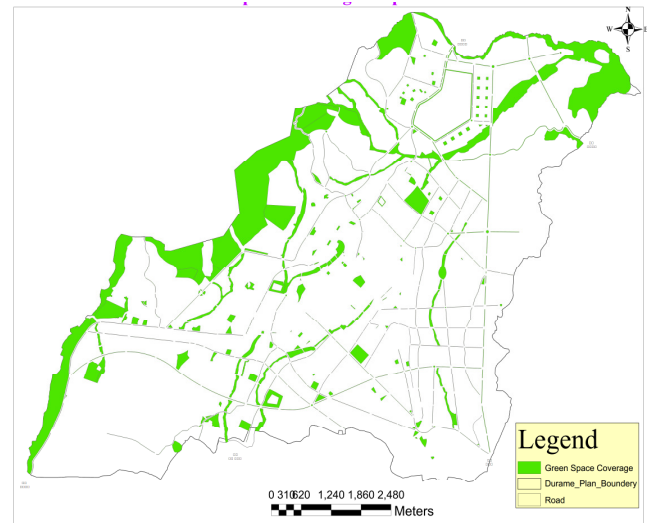 N
W
E
S
Legend
Green Space Coverage
Durame_Plan_Boundery
Road
0 310620 1,240 1,860 2,480
Meters